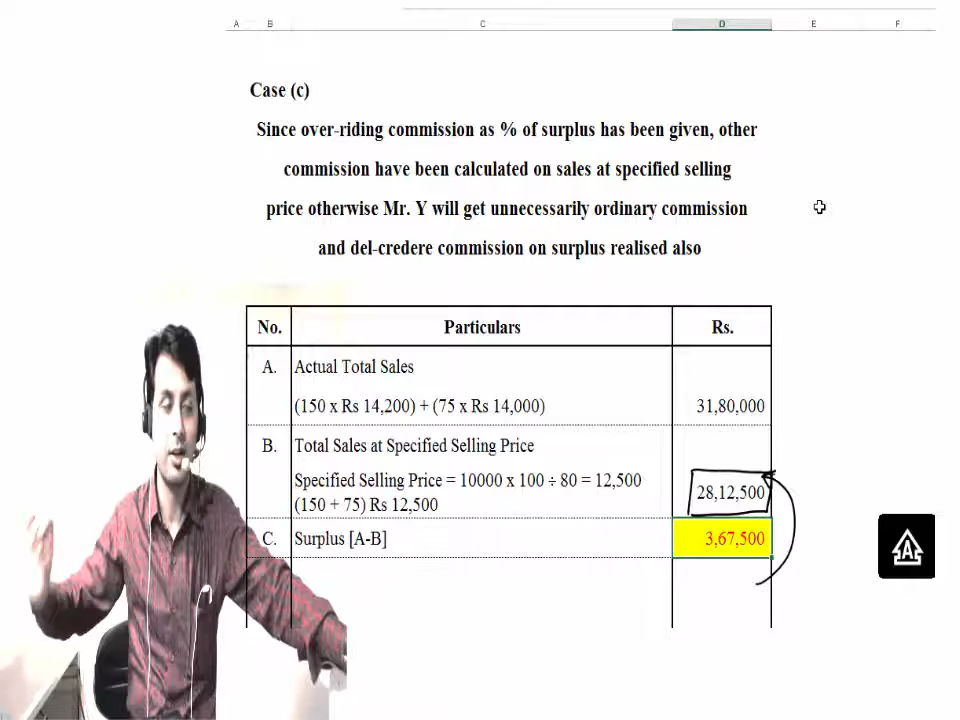 A B C D E F
Case (c)
Since over-riding commission as % of surplus has been given, other
commission have been calculated on sales at specified selling
price otherwise Mr. Y will get unnecessarily ordinary commission
and del-credere commission on surplus realised also
No. Particulars Rs.
A. Actual Total Sales
(150 x Rs 14,200) + (75 x Rs 14,000) 31,80,000
B. Total Sales at Specified Selling Price
Specified Selling Price = 10000 x 100 ÷ 80 = 12,500
28,12,500
(150 + 75) Rs 12,500
C. Surplus [A-B] 3,67,500
A